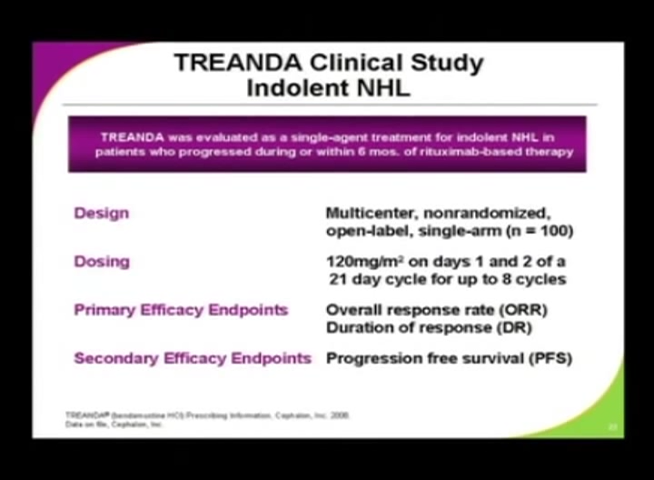 TREANDA Clinical Study
Indolent NHL
TREANDA was evaluated as a single-agent treatment for indolent NHL in
patients who progressed during or within 6 mos. of rituximab-based therapy
Design
Multicenter, nonrandomized,
open-label, single-arm (n = 100)
Dosing
120mg/m² on days 1 and 2 of a
21 day cycle for up to 8 cycles
Primary Efficacy Endpoints
Overall response rate (ORR)
Duration of response (DR)
Secondary Efficacy Endpoints
Progression free survival (PFS)
TREANDA® (bendamustine HCl) Prescribing Information, Cephalon, Inc. 2008.
Data on file, Cephalon, Inc.